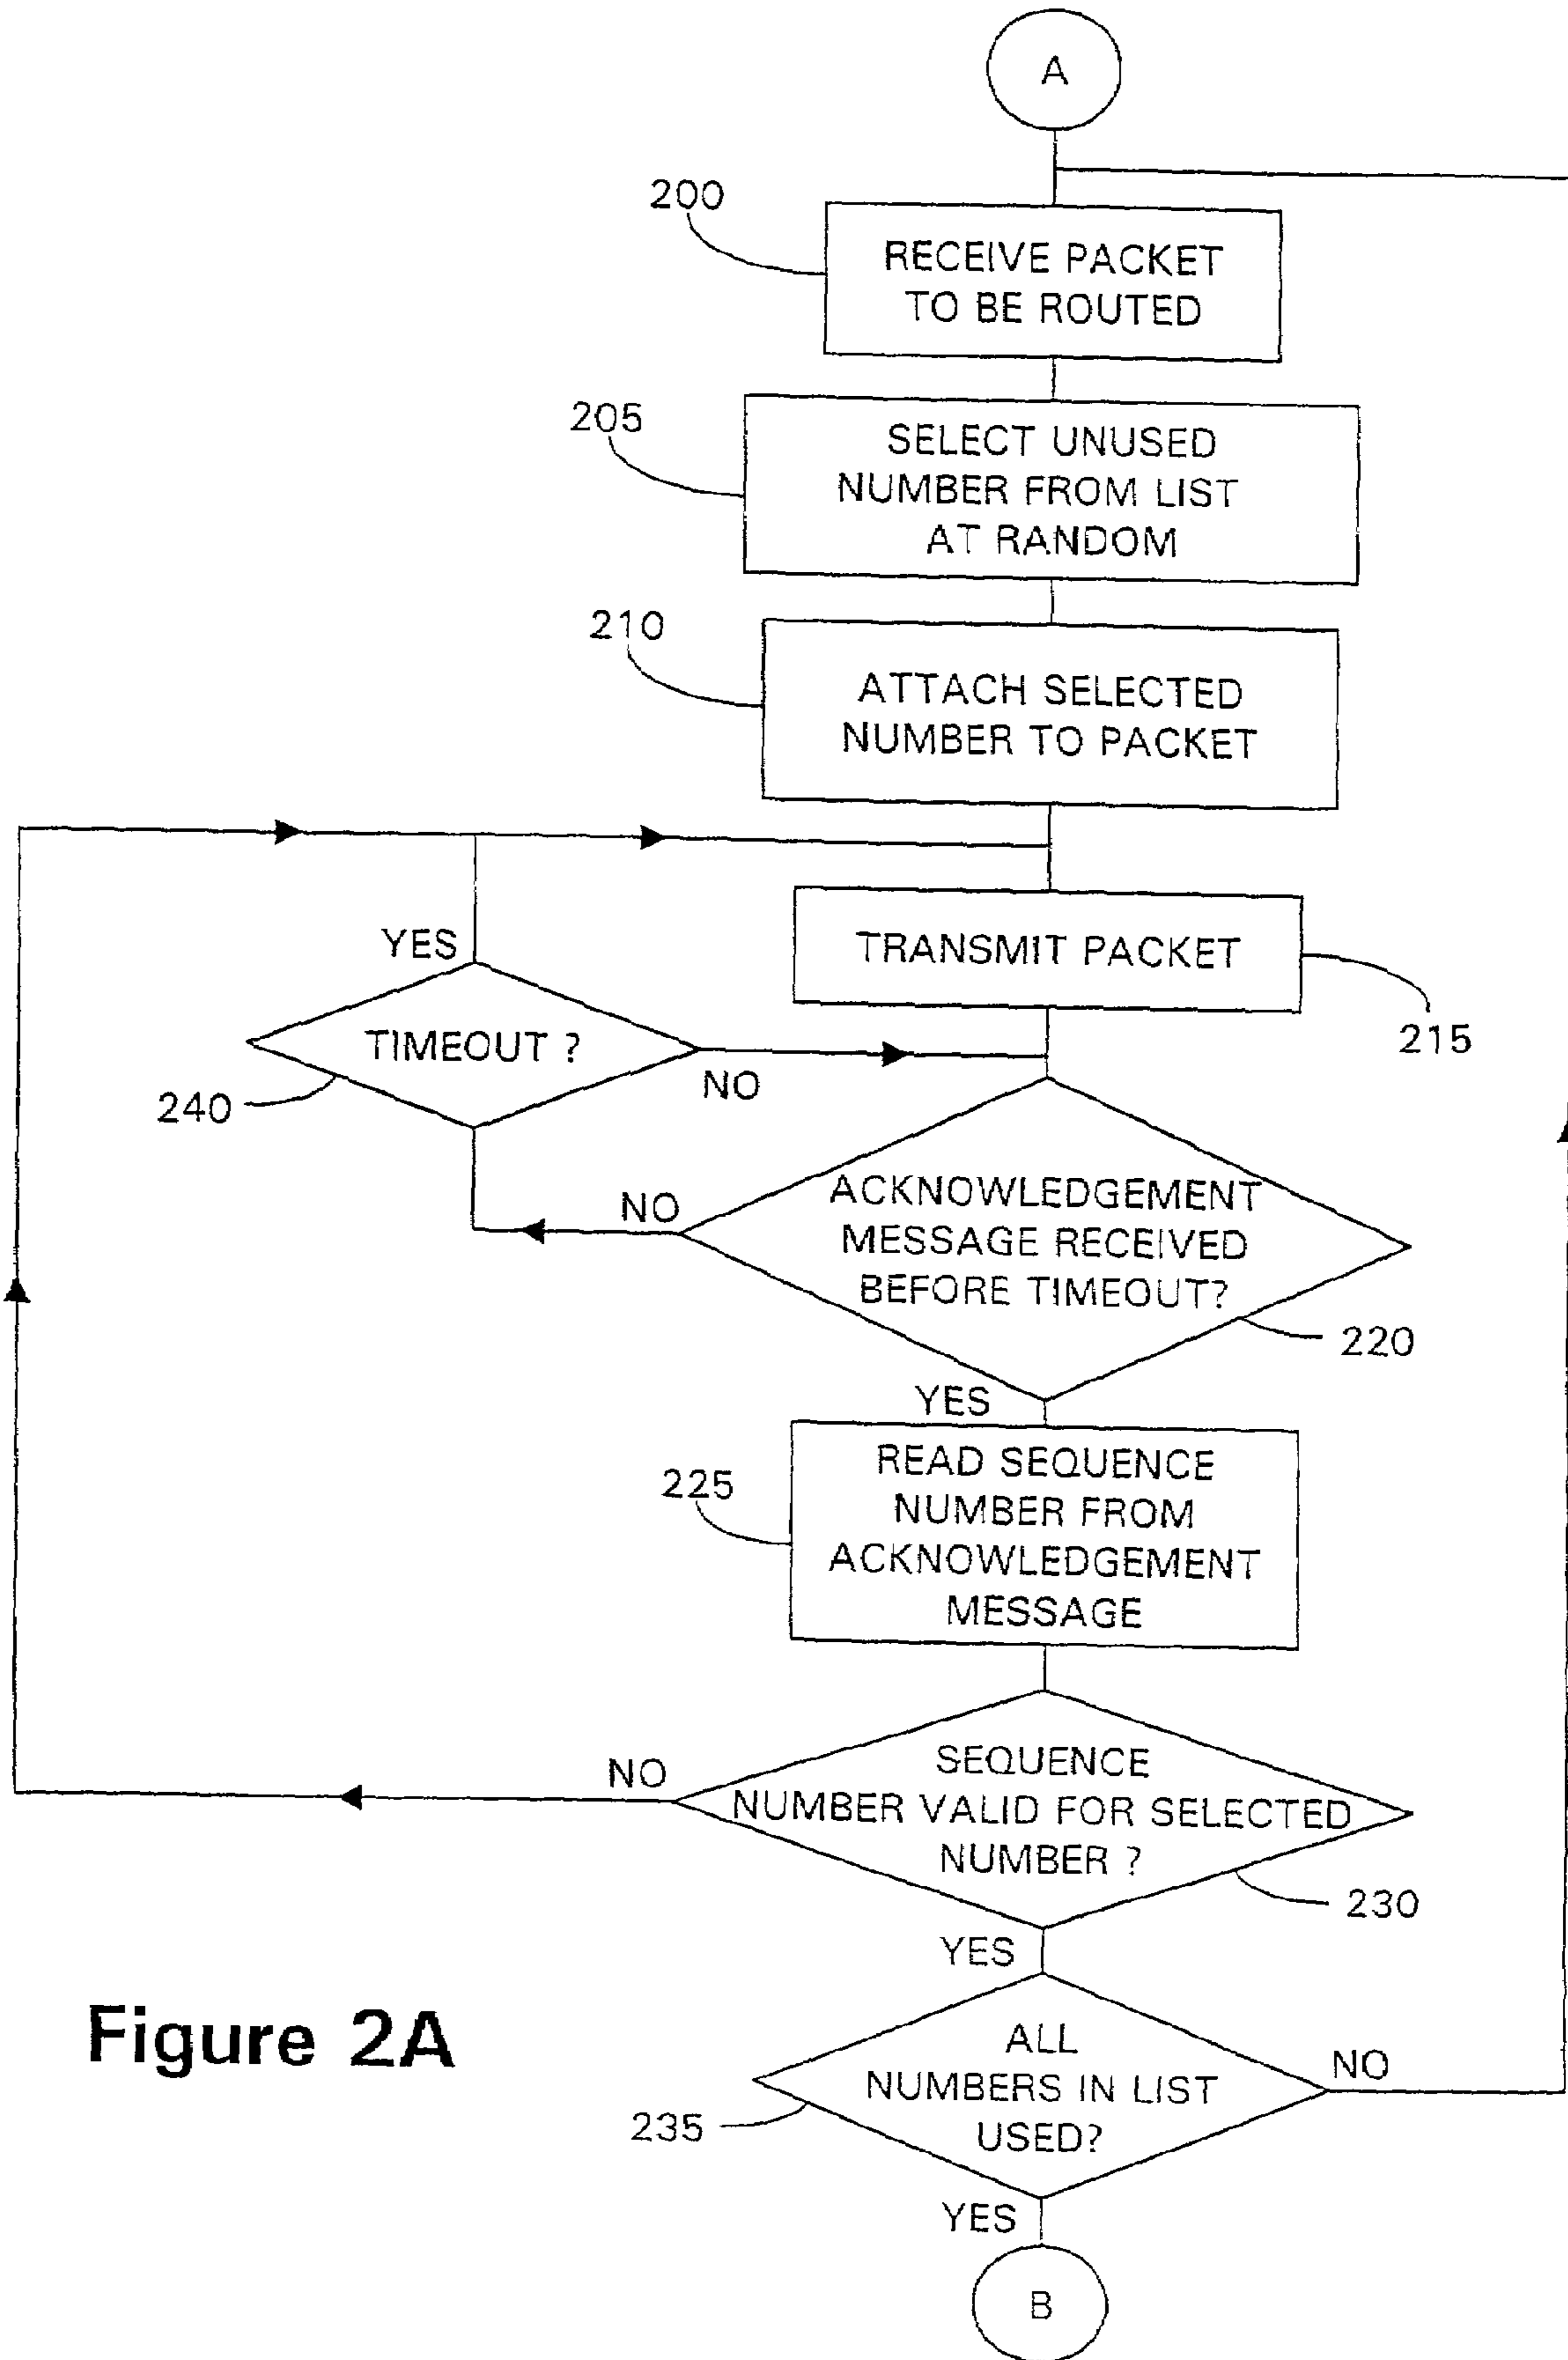 A
200
RECEIVE PACKET
TO BE ROUTED
205
SELECT UNUSED
NUMBER FROM LIST
AT RANDOM
210
ATTACH SELECTED
NUMBER TO PACKET
TRANSMIT PACKET
215
YES
TIMEOUT ?
NO
240
ACKNOWLEDGEMENT
MESSAGE RECEIVED
BEFORE TIMEOUT?
NO
220
YES
225
READ SEQUENCE
NUMBER FROM
ACKNOWLEDGEMENT
MESSAGE
NO
SEQUENCE
NUMBER VALID FOR SELECTED
NUMBER ?
230
YES
ALL
NUMBERS IN LIST
USED?
NO
235
YES
B
Figure 2A